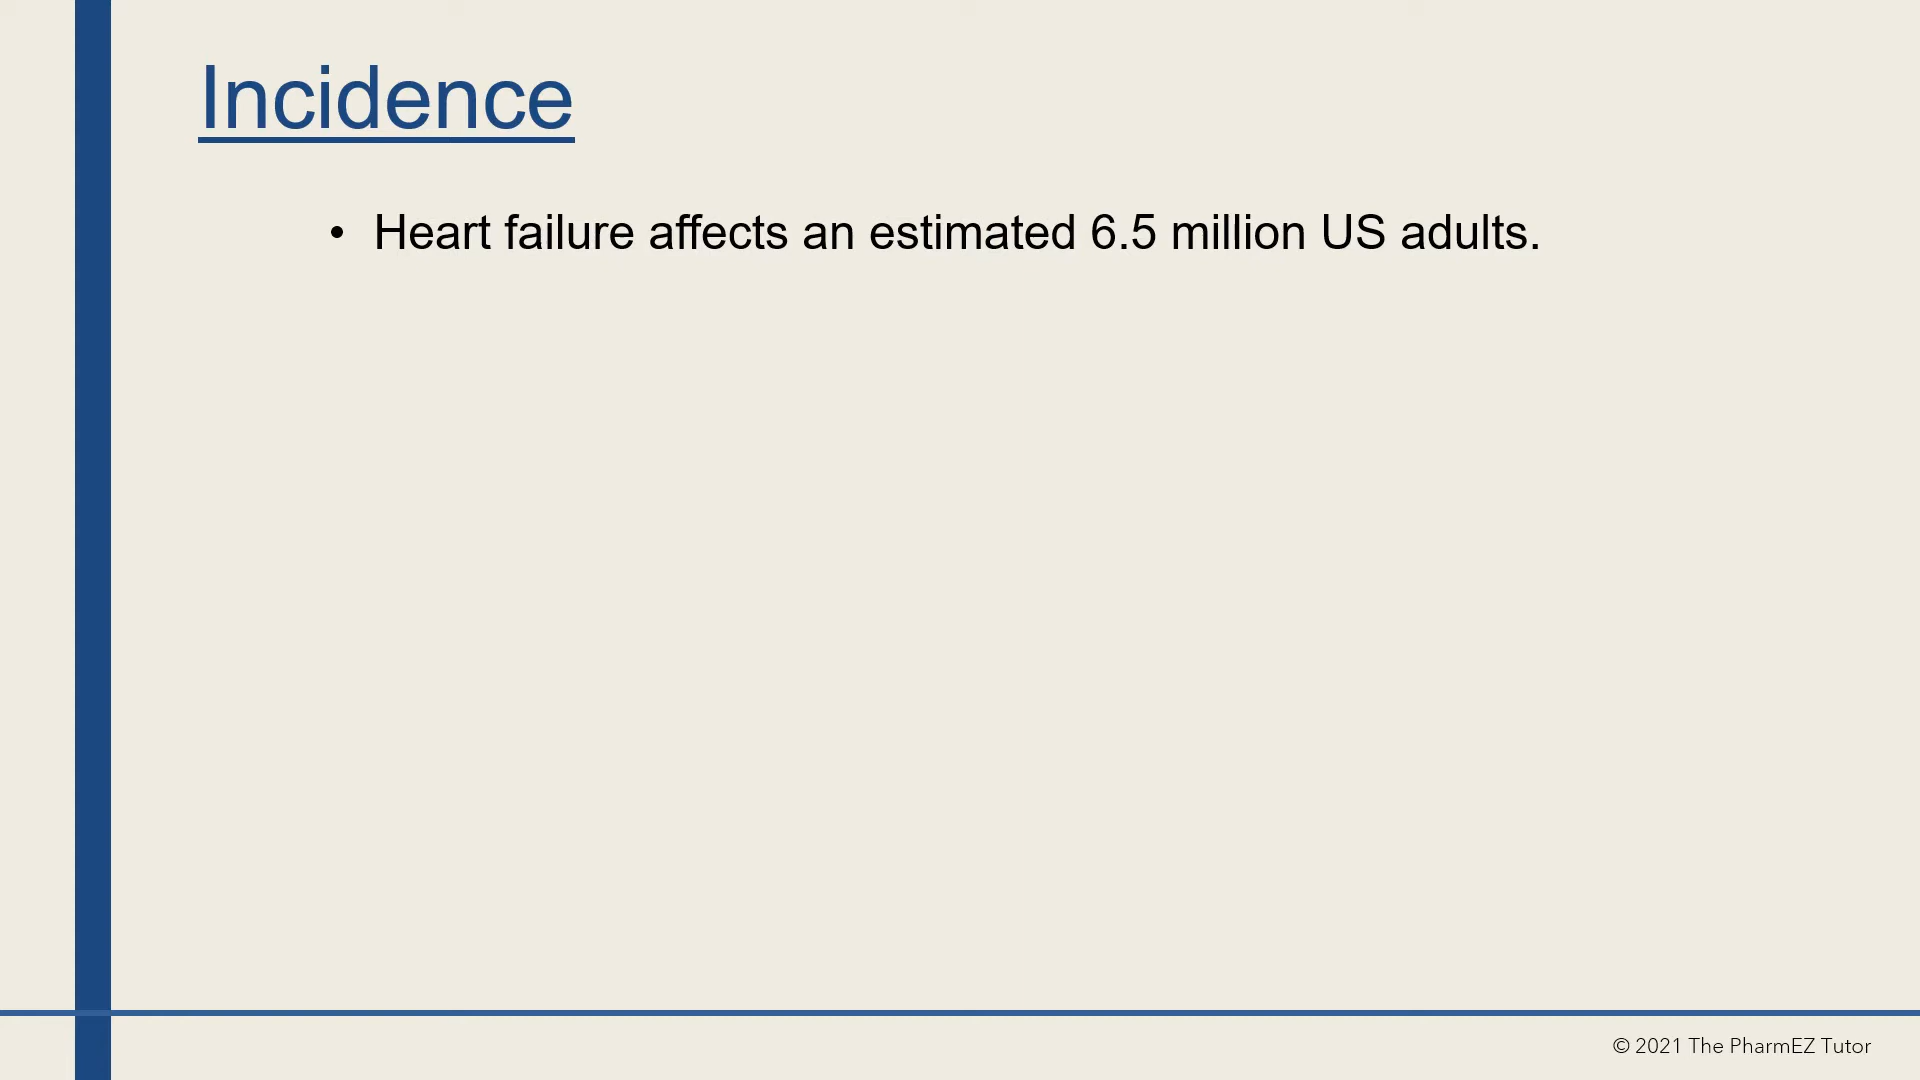 Incidence
• Heart failure affects an estimated 6.5 million US adults.
© 2021 The PharmEZ Tutor